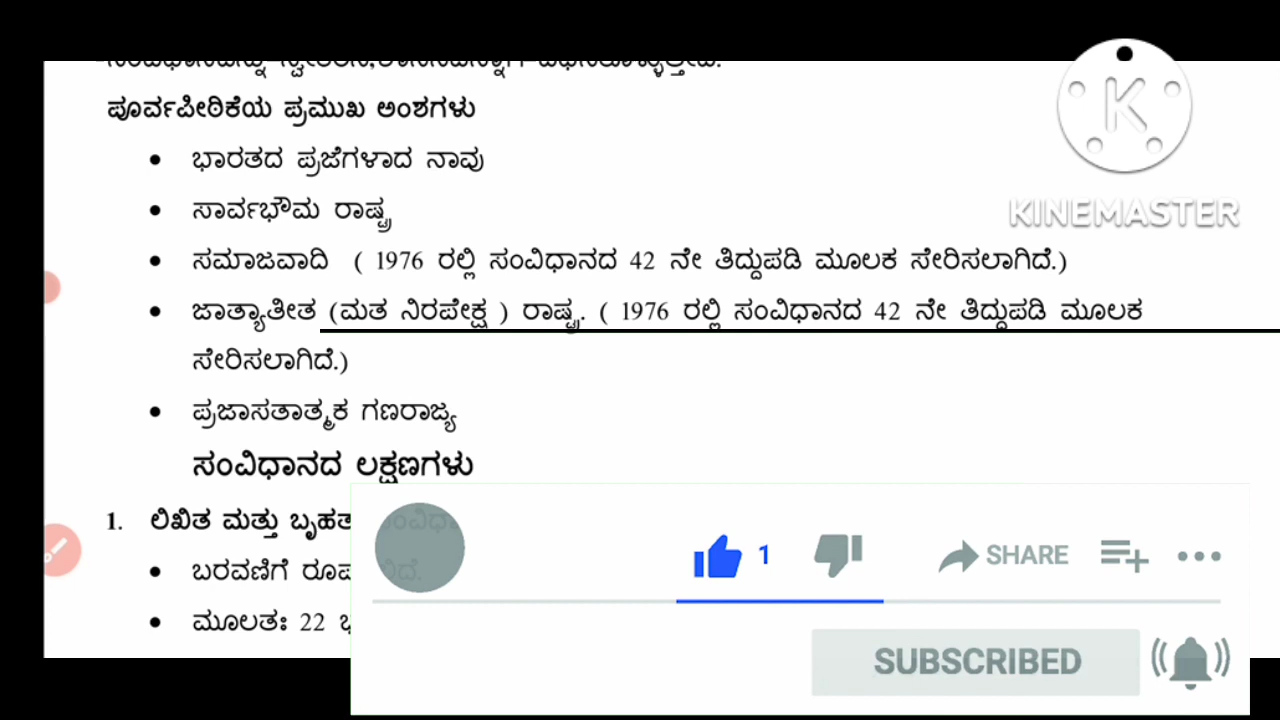 ಪೂರ್ವಪೀಠಿಕೆಯ ಪ್ರಮುಖ ಅಂಶಗಳು
• ಭಾರತದ ಪ್ರಜೆಗಳಾದ ನಾವು
• ಸಾರ್ವಭೌಮ ರಾಷ್ಟ್ರ
• ಸಮಾಜವಾದಿ ( 1976 ರಲ್ಲಿ ಸಂವಿಧಾನದ 42 ನೇ ತಿದ್ದುಪಡಿ ಮೂಲಕ ಸೇರಿಸಲಾಗಿದೆ.)
• ಜಾತ್ಯಾತೀತ (ಮತ ನಿರಪೇಕ್ಷ ) ರಾಷ್ಟ್ರ. ( 1976 ರಲ್ಲಿ ಸಂವಿಧಾನದ 42 ನೇ ತಿದ್ದುಪಡಿ ಮೂಲಕ
ಸೇರಿಸಲಾಗಿದೆ.)
• ಪ್ರಜಾಸತಾತ್ಮಕ ಗಣರಾಜ್ಯ
ಸಂವಿಧಾನದ ಲಕ್ಷಣಗಳು
1. ಲಿಖಿತ ಮತ್ತು
• ಬರವಣಿಗೆ
• ಮೂಲತಃ 22
KINEMASTER
1 SHARE
SUBSCRIBED